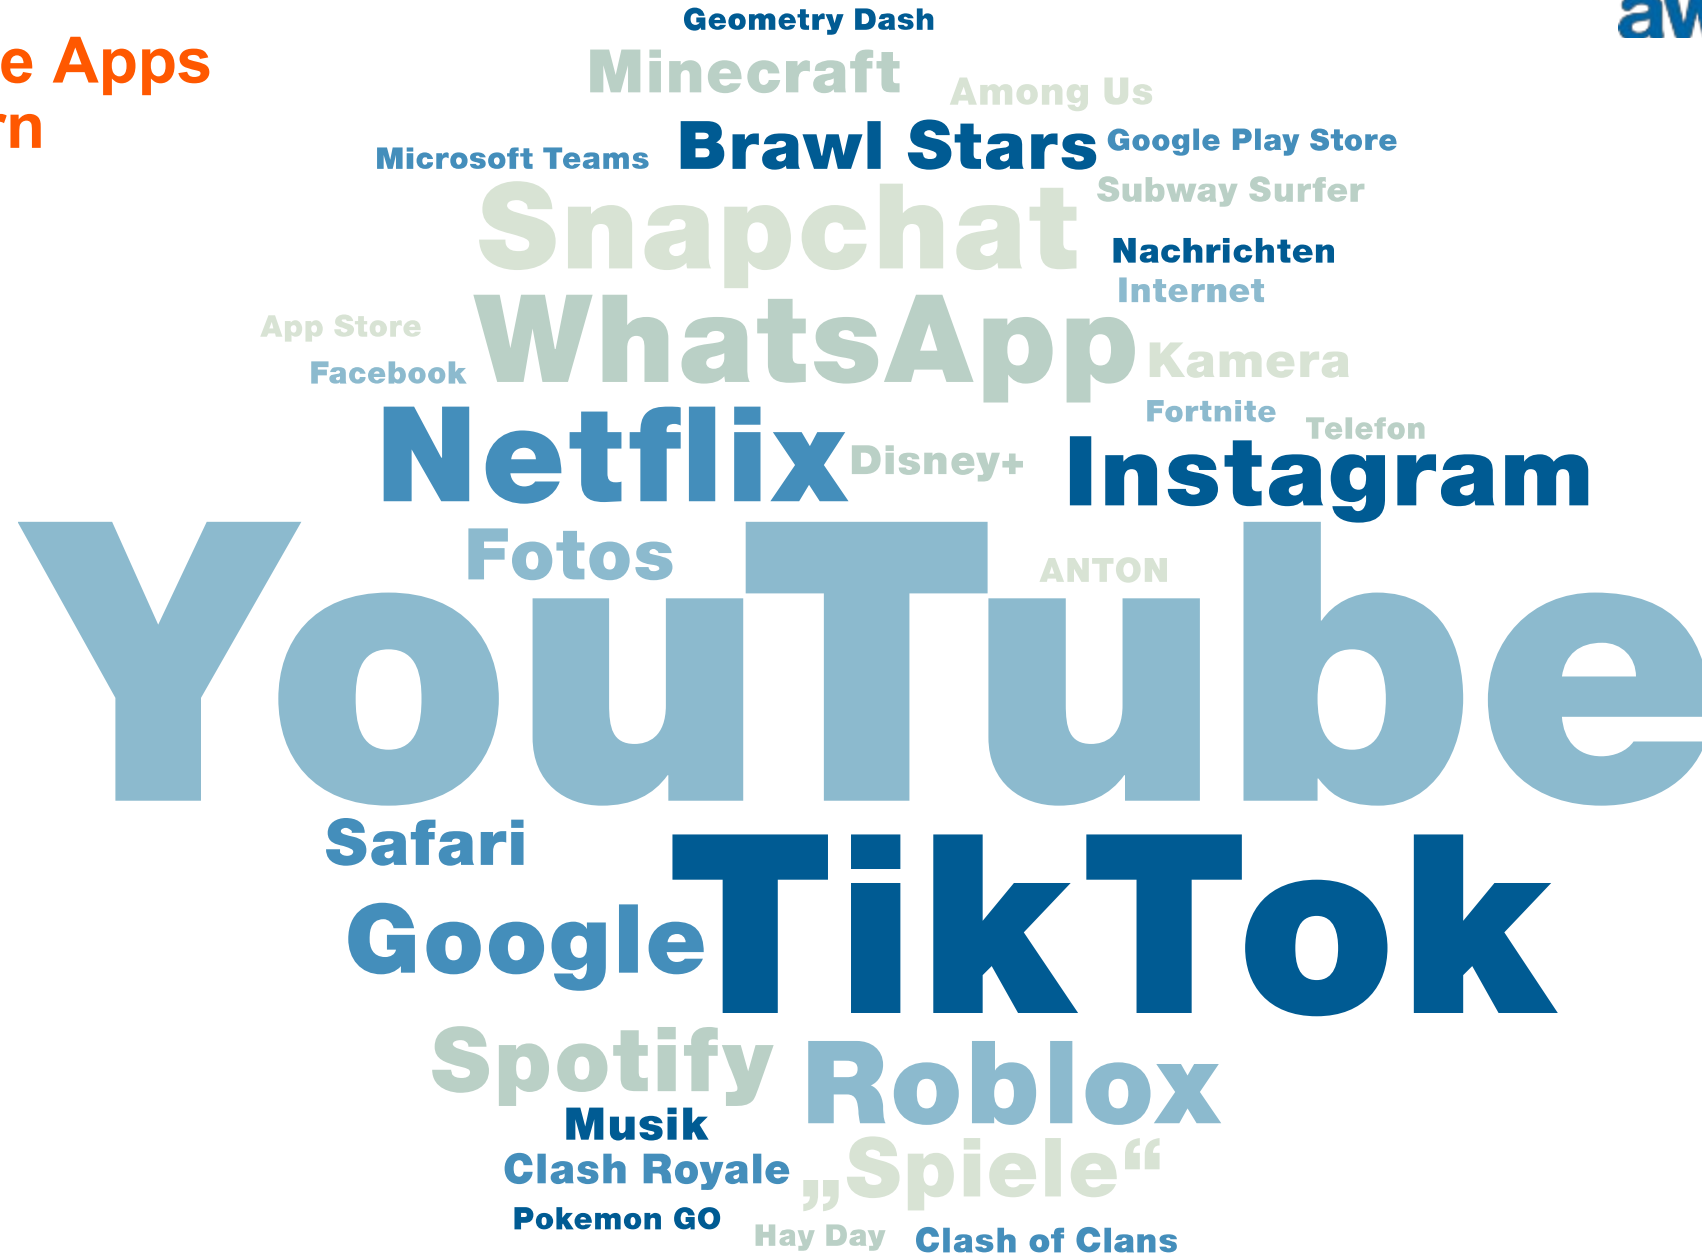 Geometry Dash
e Apps
rn
aw
Minecraft
Among Us
Brawl Stars
Google Play Store
Microsoft Teams
Subway Surfer
Snapchat
Nachrichten
Internet
App Store
WhatsApp
Kamera
Facebook
Fortnite
Telefon
Netflix
Disney+
Instagram
Fotos
ANTON
YouTube
Safari
TikTok
Google
Spotify
Roblox
Musik
Clash Royale
„Spiele“
Pokemon GO
Hay Day
Clash of Clans